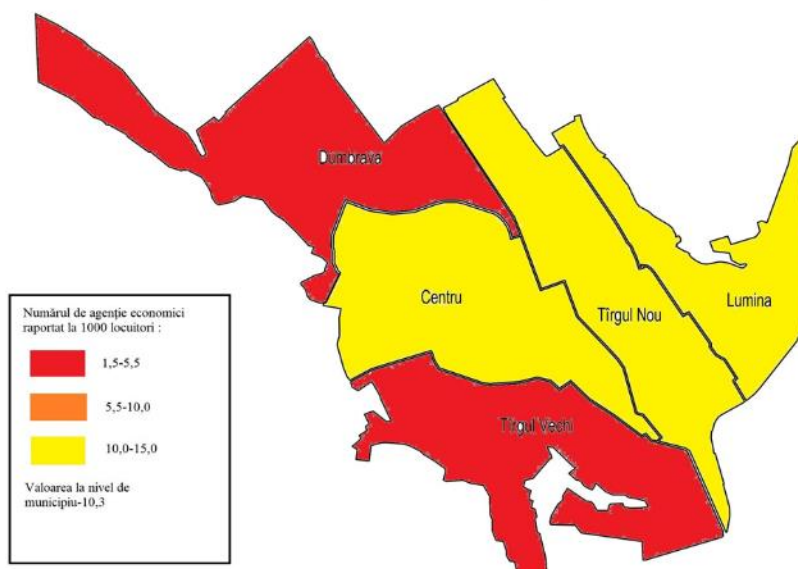 Dumbrava
Centru
Tîrgul Nou
Lumina
Tîrgul Vechi
Numărul de agenție economici
raportat la 1000 locuitori :
1,5-5,5
5,5-10,0
10,0-15,0
Valoarea la nivel de
municipiu-10,3